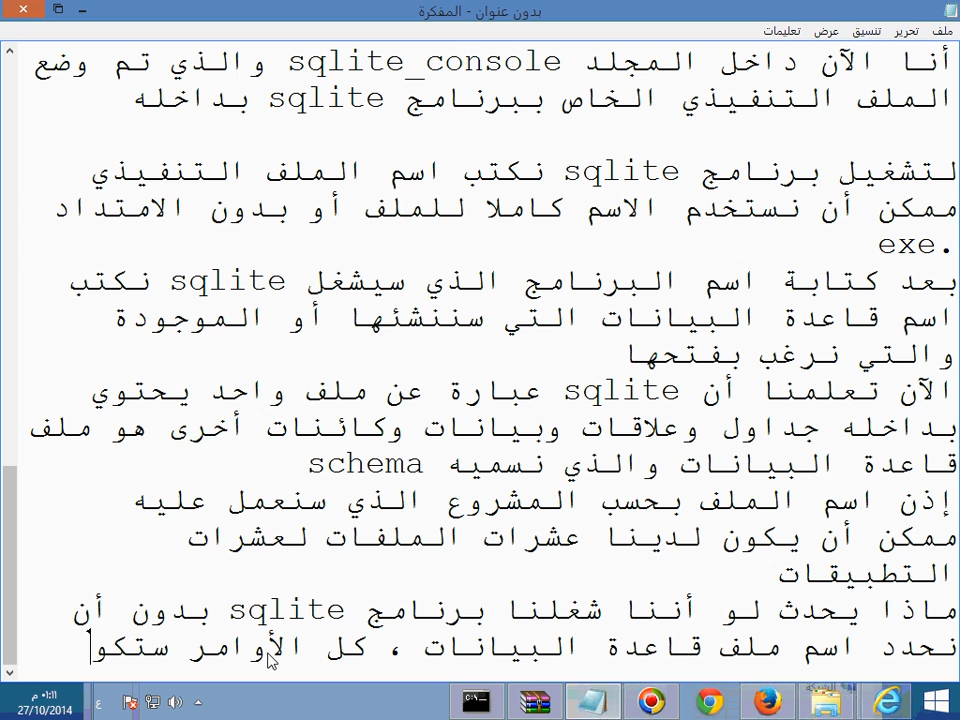 بدون عنوان - المفكرة
ملف تحرير تنسيق عرض تعليمات
أنا الآن داخل المجلد sqlite_console والذي تم وضع
الملف التنفيذي الخاص ببرنامج sqlite بداخله
لتشغيل برنامج sqlite نكتب اسم الملف التنفيذي
ممكن أن نستخدم الاسم كاملا للملف أو بدون الامتداد
.exe
بعد كتابة اسم البرنامج الذي سيشغل sqlite نكتب
اسم قاعدة البيانات التي سننشئها أو الموجودة
والتي نرغب بفتحها
الآن تعلمنا أن sqlite عبارة عن ملف واحد يحتوي
بداخله جداول وعلاقات وبيانات وكائنات أخرى هو ملف
قاعدة البيانات والذي نسميه schema
إذن اسم الملف بحسب المشروع الذي سنعمل عليه
ممكن أن يكون لدينا عشرات الملفات لعشرات
التطبيقات
ماذا يحدث لو أننا شغلنا برنامج sqlite بدون أن
نحدد اسم ملف قاعدة البيانات ، كل الأوامر ستكو
ع
٠١:١١ م
27/10/2014